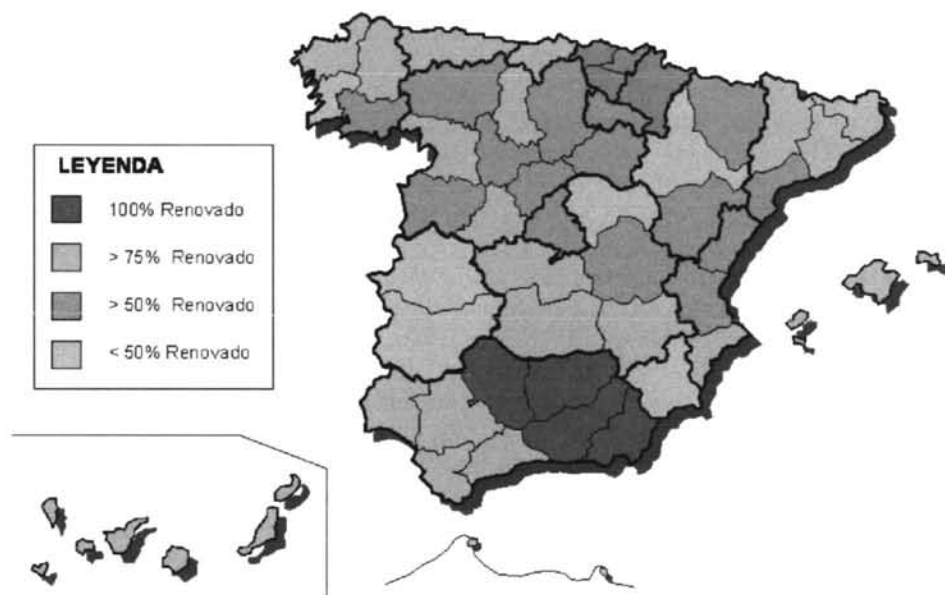 LEYENDA
100% Renovado
> 75% Renovado
> 50% Renovado
< 50% Renovado